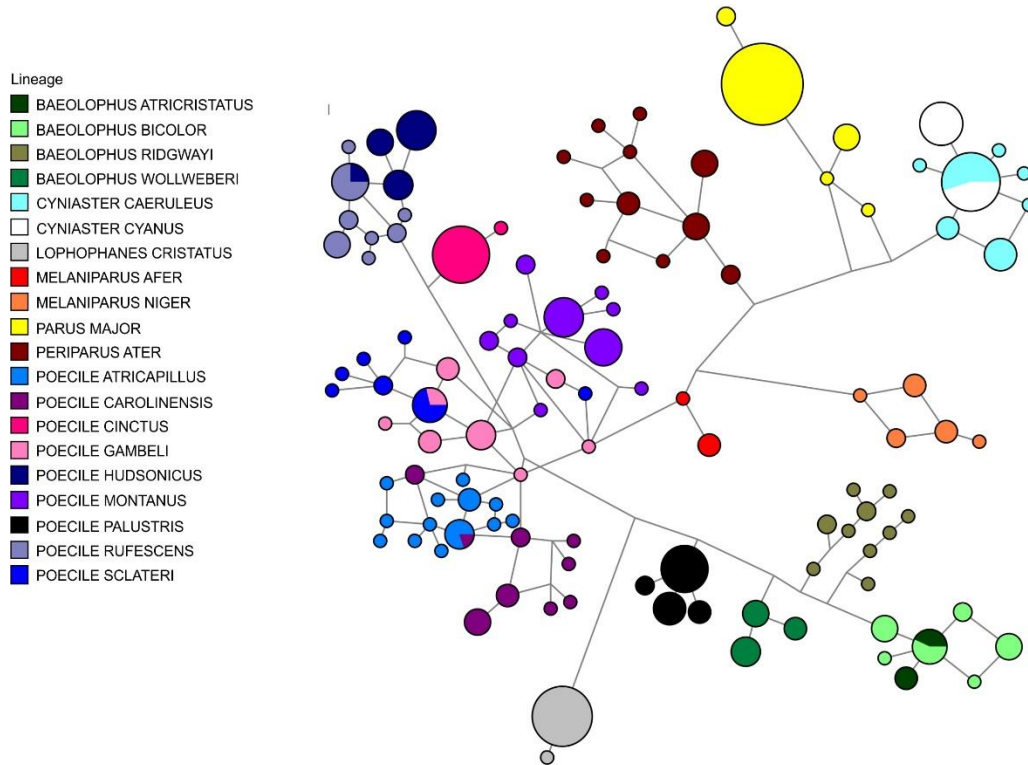 Lineage
BAEOLOPHUS ATRICRISTATUS
BAEOLOPHUS BICOLOR
BAEOLOPHUS RIDGWAYI
BAEOLOPHUS WOLLWEBERI
CYNIASTER CAERULEUS
CYNIASTER CYANUS
LOPHOPHANES CRISTATUS
MELANIPARUS AFER
MELANIPARUS NIGER
PARUS MAJOR
PERIPARUS ATER
POECILE ATRICAPILLUS
POECILE CAROLINENSIS
POECILE CINCTUS
POECILE GAMBELI
POECILE HUDSONICUS
POECILE MONTANUS
POECILE PALUSTRIS
POECILE RUFESCENS
POECILE SCLATERI